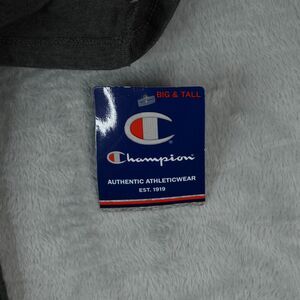 BIG & TALL
Champion
AUTHENTIC ATHLETICWEAR
EST. 1919